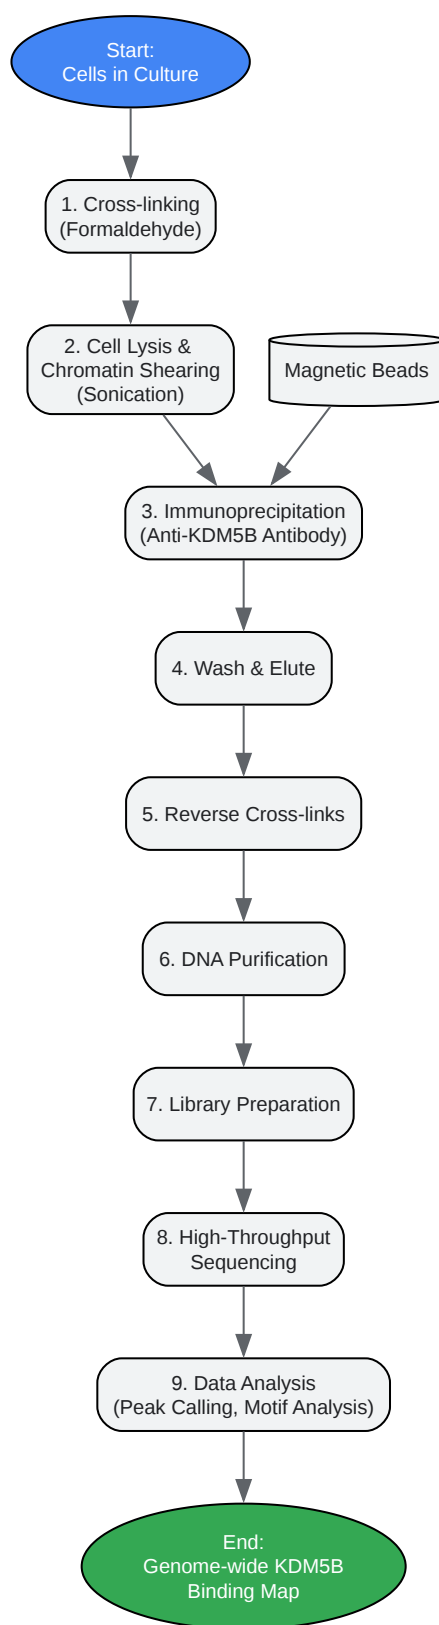 Start:
Cells in Culture
1. Cross-linking
(Formaldehyde)
2. Cell Lysis &
Chromatin Shearing
(Sonication)
Magnetic Beads
3. Immunoprecipitation
(Anti-KDM5B Antibody)
4. Wash & Elute
5. Reverse Cross-links
6. DNA Purification
7. Library Preparation
8. High-Throughput
Sequencing
9. Data Analysis
(Peak Calling, Motif Analysis)
End:
Genome-wide KDM5B
Binding Map